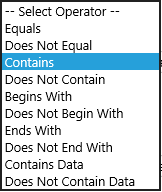 -- Select Operator --
Equals
Does Not Equal
Contains
Does Not Contain
Begins With
Does Not Begin With
Ends With
Does Not End With
Contains Data
Does Not Contain Data